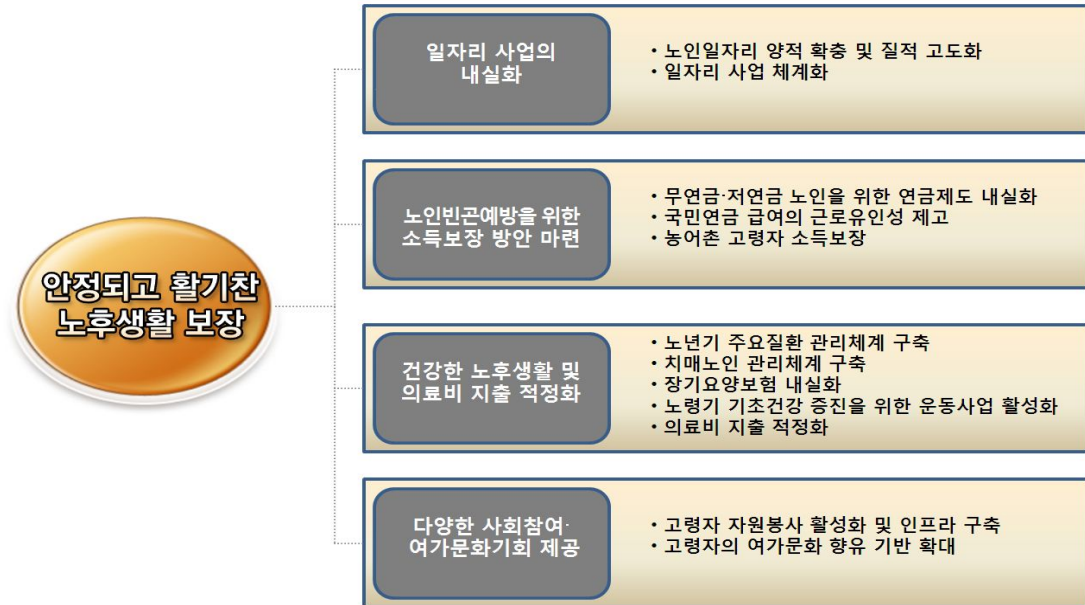 안정되고 활기찬
노후생활 보장
일자리 사업의
내실화
• 노인일자리 양적 확충 및 질적 고도화
• 일자리 사업 체계화
노인빈곤예방을 위한
소득보장 방안 마련
• 무연금·저연금 노인을 위한 연금제도 내실화
• 국민연금 급여의 근로유인성 제고
• 농어촌 고령자 소득보장
건강한 노후생활 및
의료비 지출 적정화
• 노년기 주요질환 관리체계 구축
• 치매노인 관리체계 구축
• 장기요양보험 내실화
• 노령기 기초건강 증진을 위한 운동사업 활성화
• 의료비 지출 적정화
다양한 사회참여·
여가문화기회 제공
• 고령자 자원봉사 활성화 및 인프라 구축
• 고령자의 여가문화 향유 기반 확대